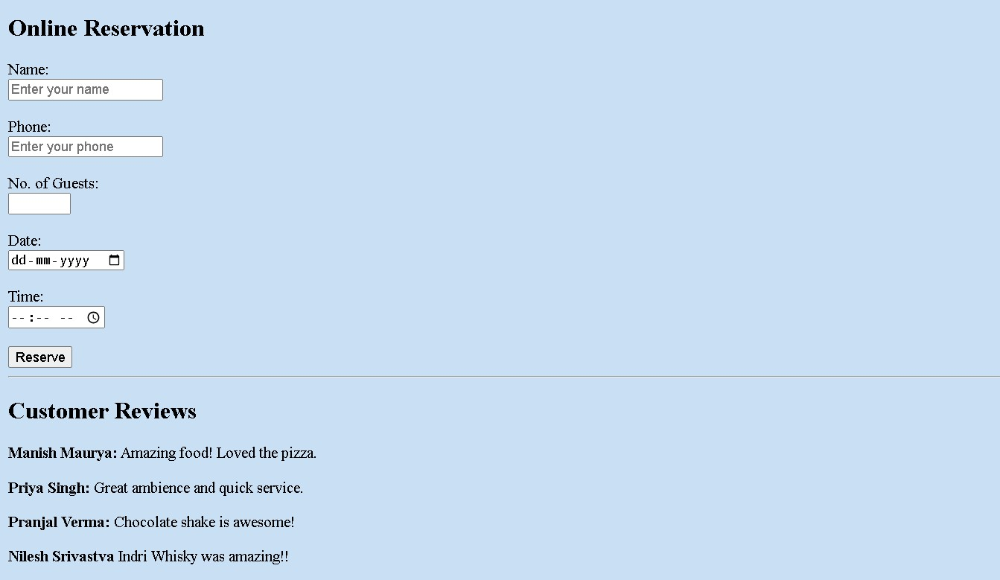 Online Reservation
Name:
Enter your name
Phone:
Enter your phone
No. of Guests:
Date:
dd-mm-yyyy
Time:
--:-- --
Reserve
Customer Reviews
Manish Maurya: Amazing food! Loved the pizza.
Priya Singh: Great ambience and quick service.
Pranjal Verma: Chocolate shake is awesome!
Nilesh Srivastva Indri Whisky was amazing!!